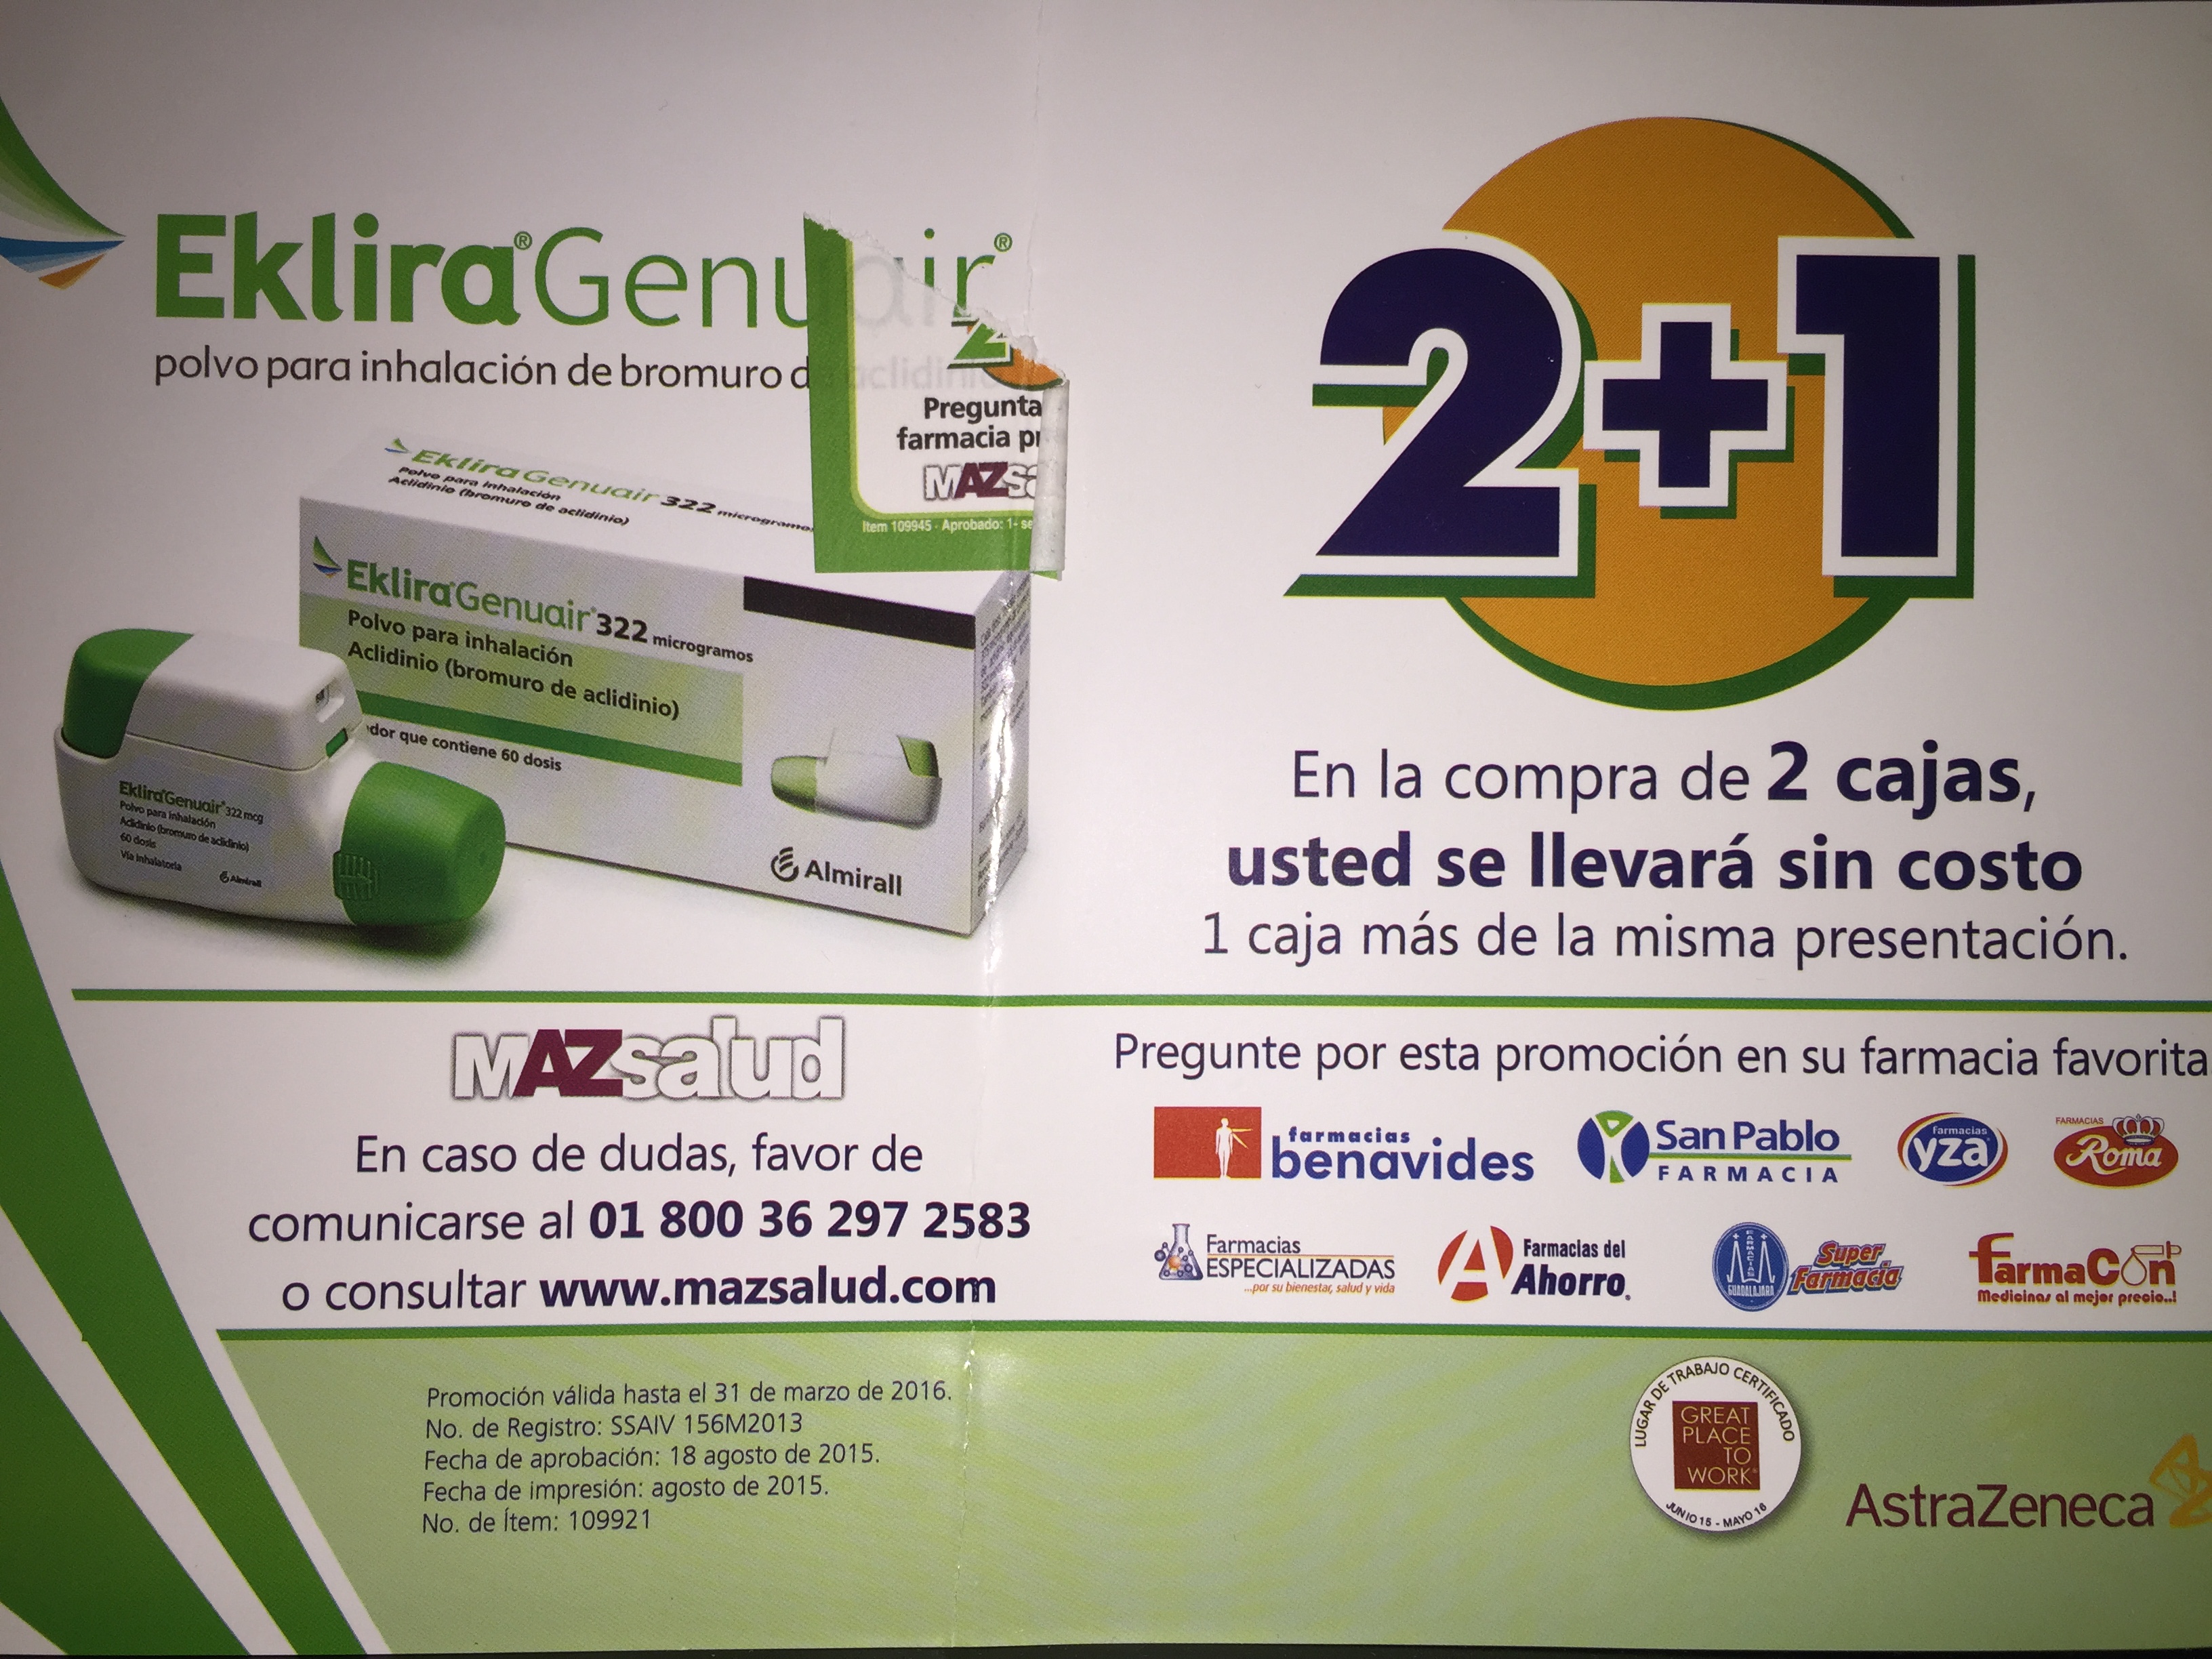 Eklira® Genuair®
polvo para inhalación de bromuro d aclidinio
Pregunta
farmacia pr
MAZsa
Item 109945 - Aprobado: 1- se
Eklira Genuair 322 microgramos
Polvo para inhalación
Aclidinio (bromuro de aclidinio)
Eklira® Genuair® 322 microgramos
Polvo para inhalación
Aclidinio (bromuro de aclidinio)
dor que contiene 60 dosis
Almirall
Eklira® Genuair® 322 mcg
Polvo para inhalación
Aclidinio (bromuro de aclidinio)
60 dosis
Vía Inhalatoria
Almirall
2+1
En la compra de 2 cajas,
usted se llevará sin costo
1 caja más de la misma presentación.
MAZsalud
En caso de dudas, favor de
comunicarse al 01 800 36 297 2583
o consultar www.mazsalud.com
Pregunte por esta promoción en su farmacia favorita
farmacias
benavides
San Pablo
FARMACIA
Farmacias
yza
FARMACIAS
Roma
Farmacias
ESPECIALIZADAS
...por su bienestar, salud y vida
A Farmacias del
Ahorro.
FARMACIAS
GUADALAJARA
Super
Farmacia
farmaCon
Medicinas al mejor precio..!
Promoción válida hasta el 31 de marzo de 2016.
No. de Registro: SSAIV 156M2013
Fecha de aprobación: 18 agosto de 2015.
Fecha de impresión: agosto de 2015.
No. de Ítem: 109921
LUGAR DE TRABAJO CERTIFICADO
GREAT
PLACE
TO
WORK®
JUNIO 15 - MAYO 16
AstraZeneca